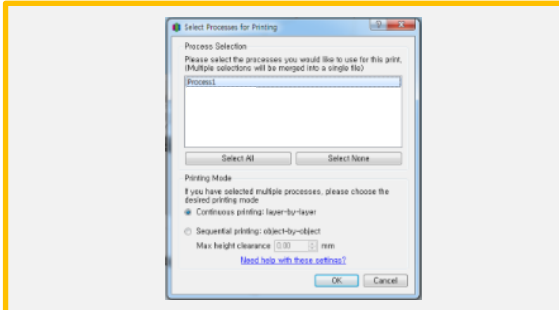 Select Processes for Printing
Process Selection
Please select the processes you would like to use for this print.
(Multiple selections will be merged into a single file)
Process1
Select All
Select None
Printing Mode
If you have selected multiple processes, please choose the
desired printing mode
Continuous printing: layer-by-layer
Sequential printing: object-by-object
Max height clearance 0.00 mm
Need help with these settings?
OK
Cancel